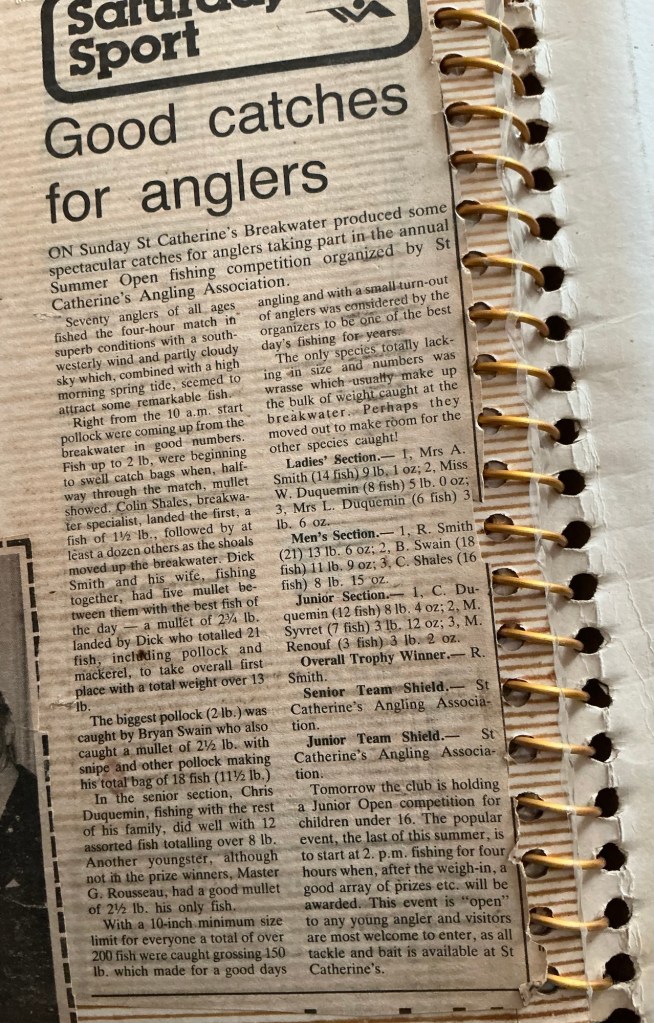 Saturday
Sport
Good catches
for anglers
ON Sunday St Catherine's Breakwater produced some
spectacular catches for anglers taking part in the annual
Summer Open fishing competition organized by St
Catherine's Angling Association.
Seventy anglers of all ages
fished the four-hour match in
superb conditions with a south-
westerly wind and partly cloudy
sky which, combined with a high
morning spring tide, seemed to
attract some remarkable fish.
Right from the 10 a.m. start
pollock were coming up from the
breakwater in good numbers.
Fish up to 2 lb, were beginning
to swell catch bags when, half-
way through the match, mullet
showed. Colin Shales, breakwa-
ter specialist, landed the first, a
fish of 1½ lb., followed by at
least a dozen others as the shoals
moved up the breakwater. Dick
Smith and his wife, fishing
together, had five mullet be-
tween them with the best fish of
the day — a mullet of 2¾ lb.
landed by Dick who totalled 21
fish, including pollock and
mackerel, to take overall first
place with a total weight over 13
lb.
The biggest pollock (2 lb.) was
caught by Bryan Swain who also
caught a mullet of 2½ lb. with
snipe and other pollock making
his total bag of 18 fish (11½ lb.)
In the senior section, Chris
Duquemin, fishing with the rest
of his family, did well with 12
assorted fish totalling over 8 lb.
Another youngster, although
not in the prize winners, Master
G. Rousseau, had a good mullet
of 2½ lb. his only fish.
With a 10-inch minimum size
limit for everyone a total of over
200 fish were caught grossing 150
lb. which made for a good days
angling and with a small turn-out
of anglers was considered by the
organizers to be one of the best
day's fishing for years.
The only species totally lack-
ing in size and numbers was
wrasse which usually make up
the bulk of weight caught at the
breakwater. Perhaps they
moved out to make room for the
other species caught!
Ladies' Section.— 1, Mrs A.
Smith (14 fish) 9 lb. 1 oz; 2, Miss
W. Duquemin (8 fish) 5 lb. 0 oz;
3, Mrs L. Duquemin (6 fish) 3
lb. 6 oz.
Men's Section.— 1, R. Smith
(21) 13 lb. 6 oz; 2, B. Swain (18
fish) 11 lb. 9 oz; 3, C. Shales (16
fish) 8 lb. 15 oz.
Junior Section.— 1, C. Du-
quemin (12 fish) 8 lb. 4 oz; 2, M.
Syvret (7 fish) 3 lb. 12 oz; 3, M.
Renouf (3 fish) 3 lb. 2 oz.
Overall Trophy Winner.— R.
Smith.
Senior Team Shield.— St
Catherine's Angling Associa-
tion.
Junior Team Shield.— St
Catherine's Angling Associa-
tion.
Tomorrow the club is holding
a Junior Open competition for
children under 16. The popular
event, the last of this summer, is
to start at 2. p.m. fishing for four
hours when, after the weigh-in, a
good array of prizes etc. will be
awarded. This event is "open"
to any young angler and visitors
are most welcome to enter, as all
tackle and bait is available at St
Catherine's.